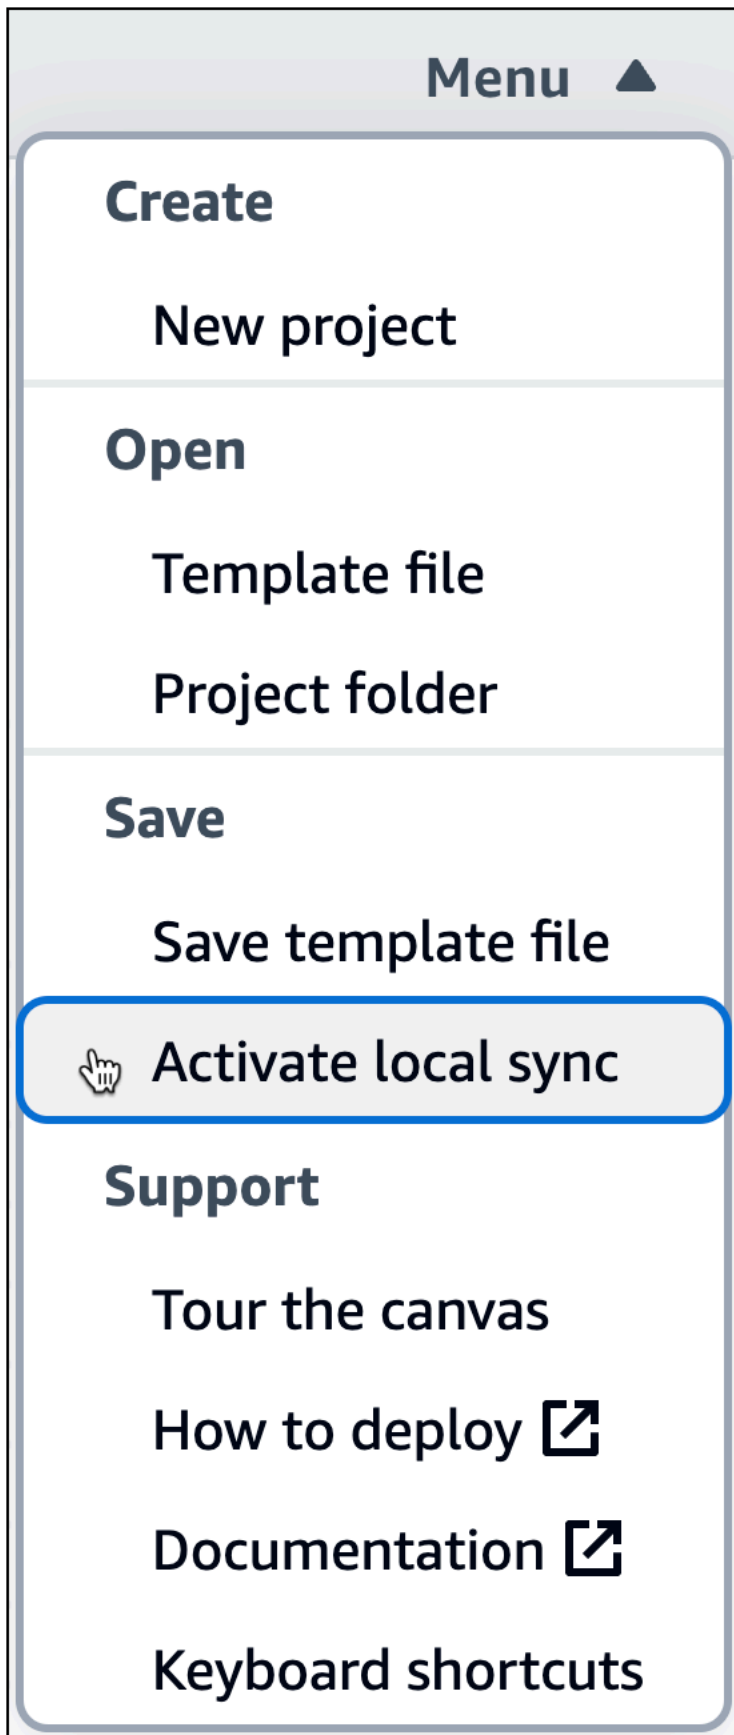 Menu
Create
New project
Open
Template file
Project folder
Save
Save template file
Activate local sync
Support
Tour the canvas
How to deploy
Documentation
Keyboard shortcuts